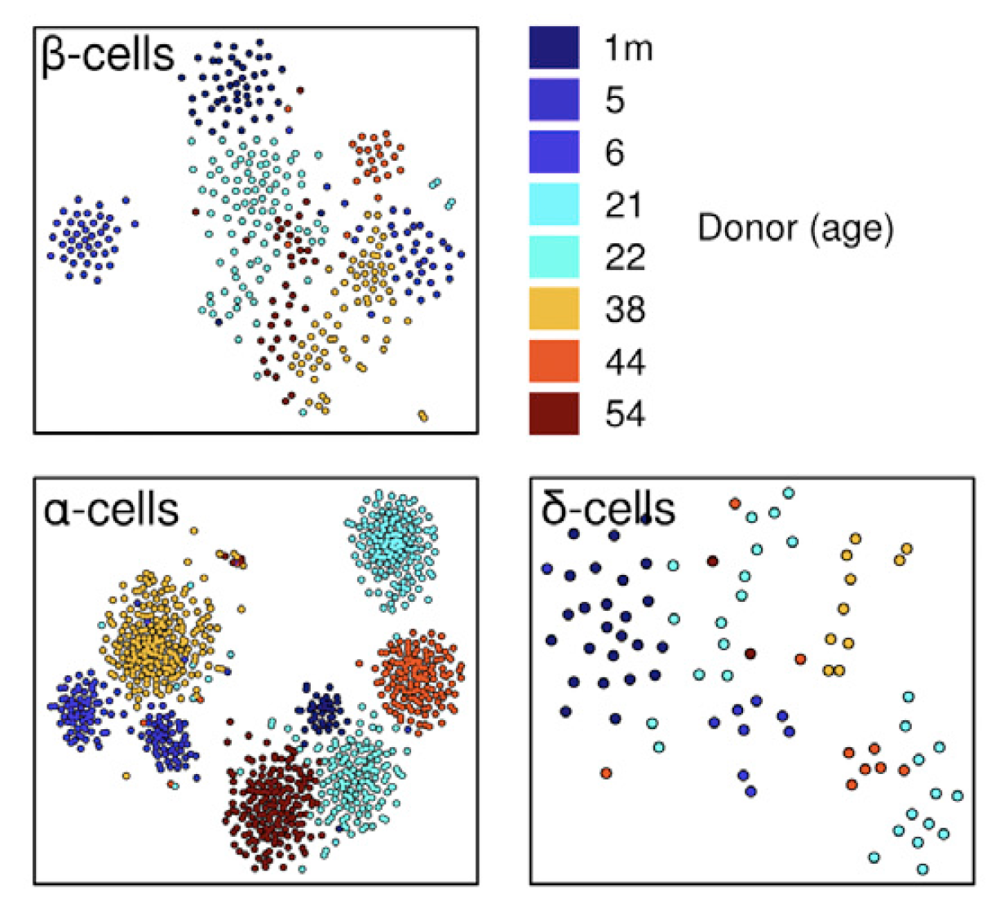 β-cells
1m
5
6
21
22
38
44
54
Donor (age)
α-cells
δ-cells